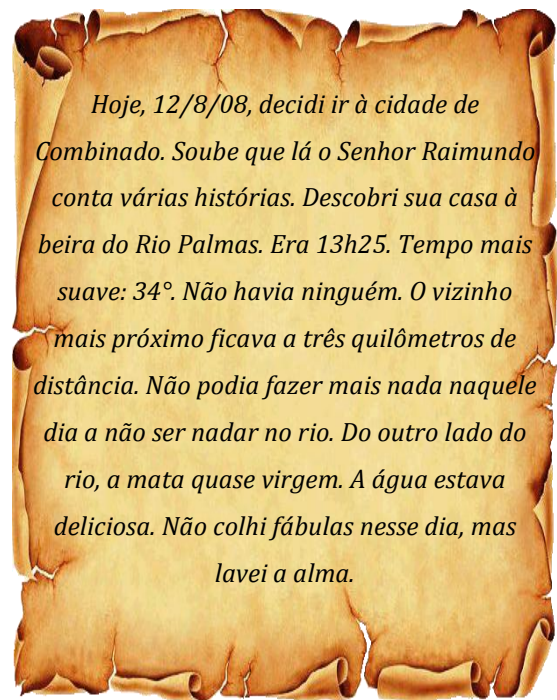 Hoje, 12/8/08, decidi ir à cidade de
Combinado. Soube que lá o Senhor Raimundo
conta várias histórias. Descobri sua casa à
beira do Rio Palmas. Era 13h25. Tempo mais
suave: 34°. Não havia ninguém. O vizinho
mais próximo ficava a três quilômetros de
distância. Não podia fazer mais nada naquele
dia a não ser nadar no rio. Do outro lado do
rio, a mata quase virgem. A água estava
deliciosa. Não colhi fábulas nesse dia, mas
lavei a alma.